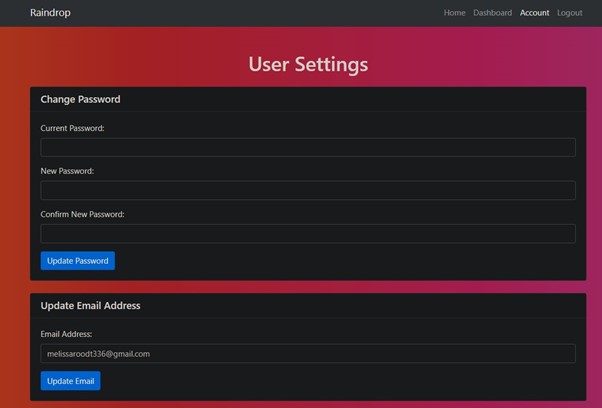 Raindrop
Home Dashboard Account Logout
User Settings
Change Password
Current Password:
New Password:
Confirm New Password:
Update Password
Update Email Address
Email Address:
melissaroodt336@gmail.com
Update Email